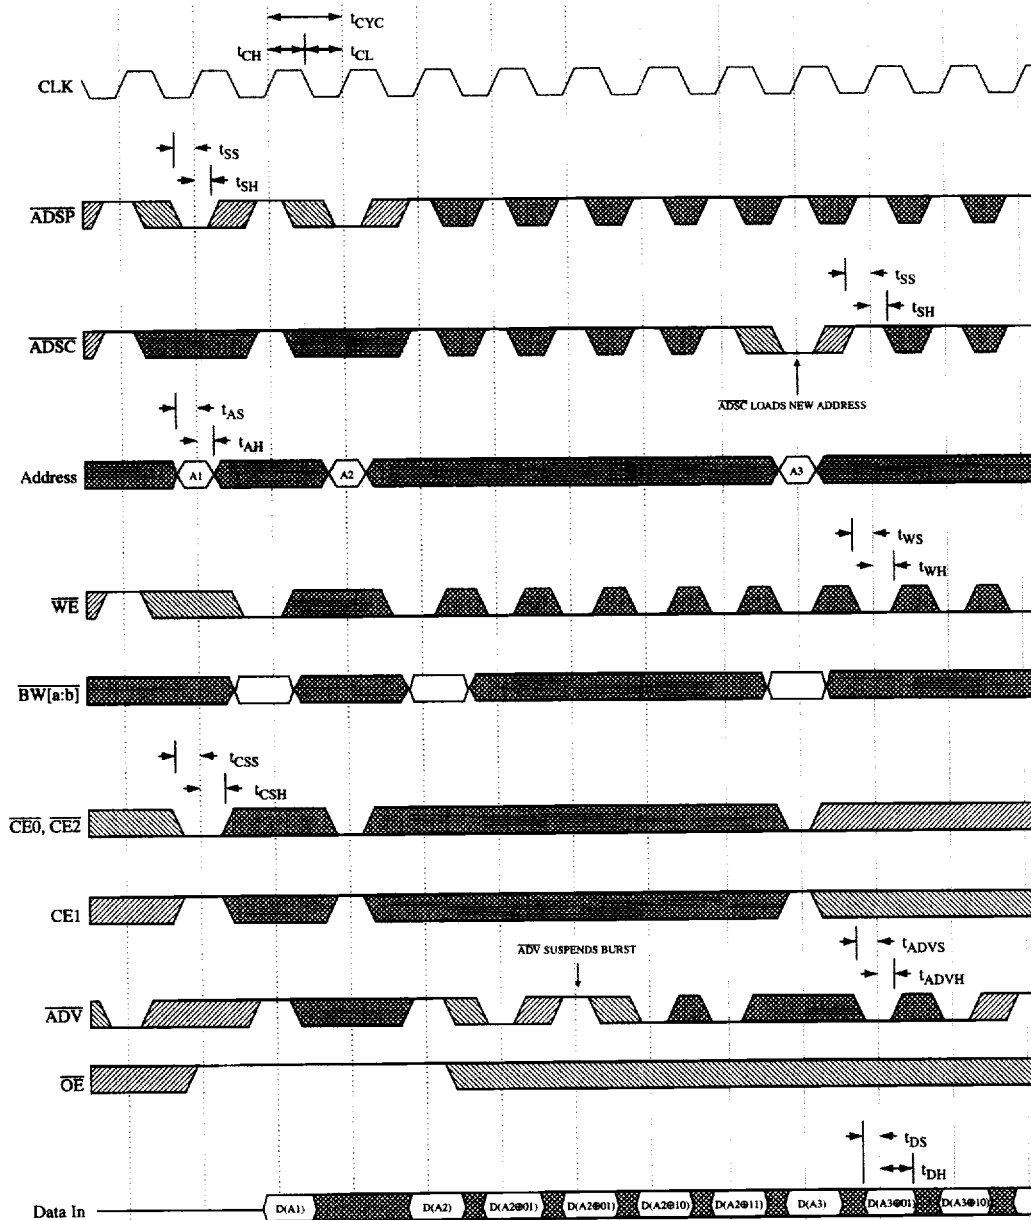 tCYC
tCH
tCL
CLK
tSS
tSH
ADSP
tSS
tSH
ADSC
ADSC LOADS NEW ADDRESS
tAS
tAH
Address
A1
A2
A3
tWS
tWH
WE
BW[a:b]
tCSS
tCSH
CE0, CE2
CE1
ADV SUSPENDS BURST
tADVS
tADVH
ADV
OE
tDS
tDH
Data In
D(A1)
D(A2)
D(A2⊕01)
D(A2⊕01)
D(A2⊕10)
D(A2⊕11)
D(A3)
D(A3⊕01)
D(A3⊕10)